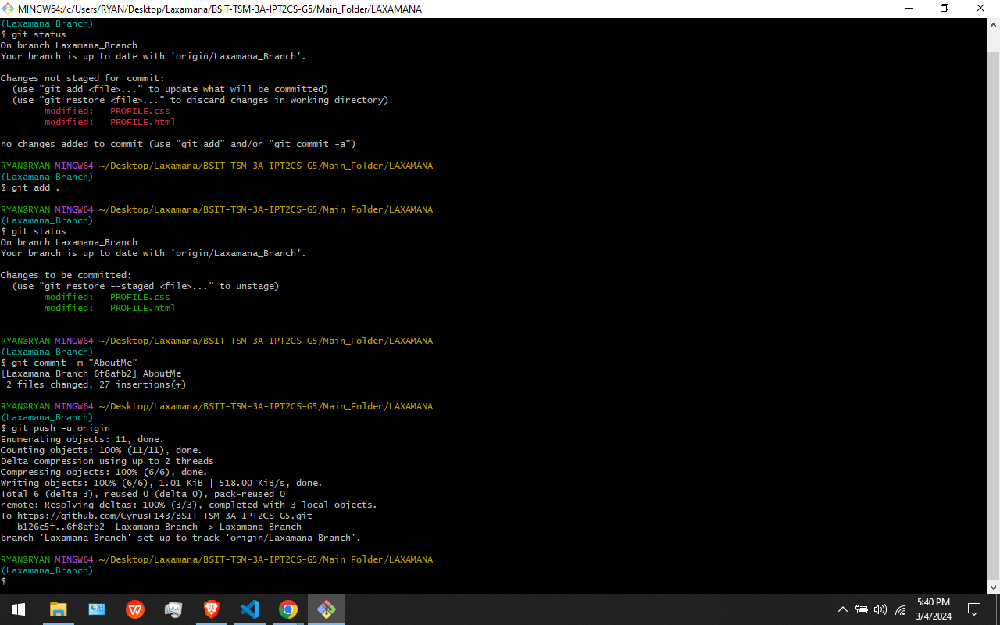 MINGW64:/c/Users/RYAN/Desktop/Laxamana/BSIT-TSM-3A-IPT2CS-G5/Main_Folder/LAXAMANA
(Laxamana_Branch)
$ git status
On branch Laxamana_Branch
Your branch is up to date with 'origin/Laxamana_Branch'.
Changes not staged for commit:
  (use "git add <file>..." to update what will be committed)
  (use "git restore <file>..." to discard changes in working directory)
        modified:   PROFILE.css
        modified:   PROFILE.html
no changes added to commit (use "git add" and/or "git commit -a")
RYAN@RYAN MINGW64 ~/Desktop/Laxamana/BSIT-TSM-3A-IPT2CS-G5/Main_Folder/LAXAMANA
(Laxamana_Branch)
$ git add .
RYAN@RYAN MINGW64 ~/Desktop/Laxamana/BSIT-TSM-3A-IPT2CS-G5/Main_Folder/LAXAMANA
(Laxamana_Branch)
$ git status
On branch Laxamana_Branch
Your branch is up to date with 'origin/Laxamana_Branch'.
Changes to be committed:
  (use "git restore --staged <file>..." to unstage)
        modified:   PROFILE.css
        modified:   PROFILE.html
RYAN@RYAN MINGW64 ~/Desktop/Laxamana/BSIT-TSM-3A-IPT2CS-G5/Main_Folder/LAXAMANA
(Laxamana_Branch)
$ git commit -m "AboutMe"
[Laxamana_Branch 6f8afb2] AboutMe
 2 files changed, 27 insertions(+)
RYAN@RYAN MINGW64 ~/Desktop/Laxamana/BSIT-TSM-3A-IPT2CS-G5/Main_Folder/LAXAMANA
(Laxamana_Branch)
$ git push -u origin
Enumerating objects: 11, done.
Counting objects: 100% (11/11), done.
Delta compression using up to 2 threads
Compressing objects: 100% (6/6), done.
Writing objects: 100% (6/6), 1.01 KiB | 518.00 KiB/s, done.
Total 6 (delta 3), reused 0 (delta 0), pack-reused 0
remote: Resolving deltas: 100% (3/3), completed with 3 local objects.
To https://github.com/CyrusF143/BSIT-TSM-3A-IPT2CS-G5.git
   b126c5f..6f8afb2  Laxamana_Branch -> Laxamana_Branch
branch 'Laxamana_Branch' set up to track 'origin/Laxamana_Branch'.
RYAN@RYAN MINGW64 ~/Desktop/Laxamana/BSIT-TSM-3A-IPT2CS-G5/Main_Folder/LAXAMANA
(Laxamana_Branch)
$
5:40 PM
3/4/2024